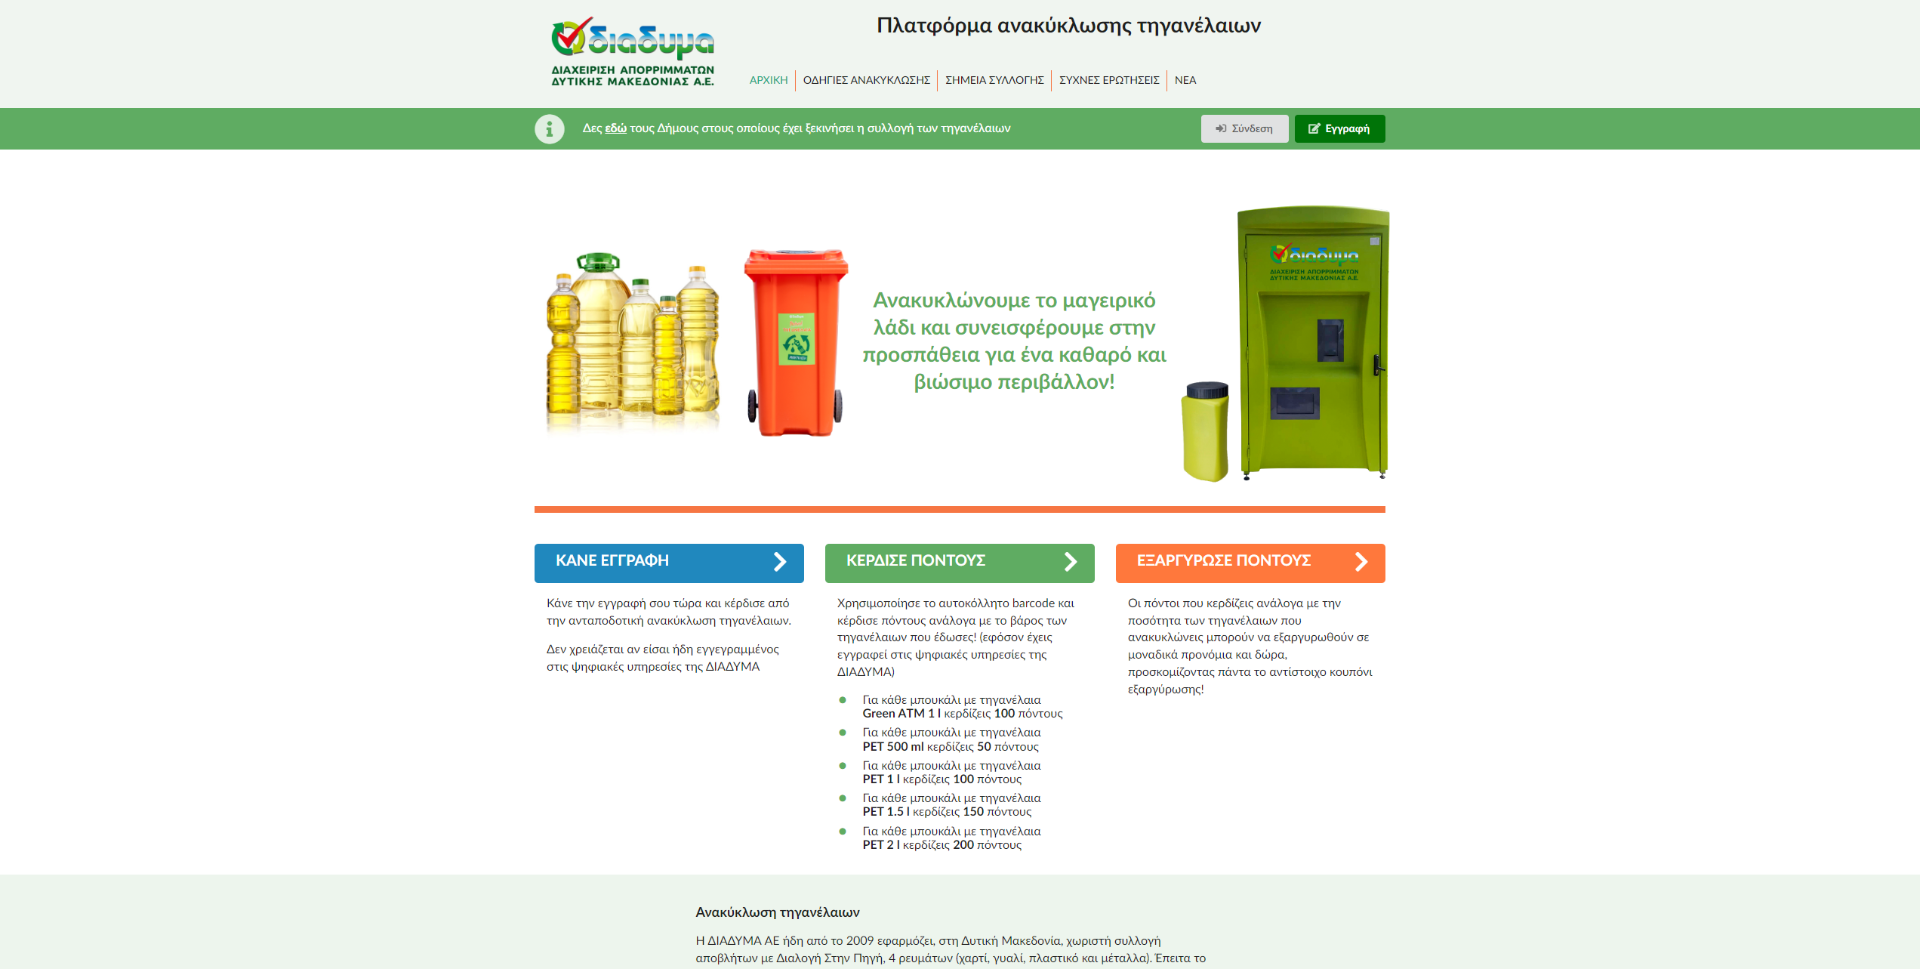 διαδυμα
ΔΙΑΧΕΙΡΙΣΗ ΑΠΟΡΡΙΜΜΑΤΩΝ
ΔΥΤΙΚΗΣ ΜΑΚΕΔΟΝΙΑΣ Α.Ε.
Πλατφόρμα ανακύκλωσης τηγανέλαιων
ΑΡΧΙΚΗ
ΟΔΗΓΙΕΣ ΑΝΑΚΥΚΛΩΣΗΣ
ΣΗΜΕΙΑ ΣΥΛΛΟΓΗΣ
ΣΥΧΝΕΣ ΕΡΩΤΗΣΕΙΣ
ΝΕΑ
Δες εδώ τους Δήμους στους οποίους έχει ξεκινήσει η συλλογή των τηγανέλαιων
Σύνδεση
Εγγραφή
Ανακυκλώνουμε το μαγειρικό
λάδι και συνεισφέρουμε στην
προσπάθεια για ένα καθαρό και
βιώσιμο περιβάλλον!
διαδυμα
ΔΙΑΧΕΙΡΙΣΗ ΑΠΟΡΡΙΜΜΑΤΩΝ
ΔΥΤΙΚΗΣ ΜΑΚΕΔΟΝΙΑΣ Α.Ε.
ΚΑΝΕ ΕΓΓΡΑΦΗ
Κάνε την εγγραφή σου τώρα και κέρδισε από
την ανταποδοτική ανακύκλωση τηγανέλαιων.
Δεν χρειάζεται αν είσαι ήδη εγγεγραμμένος
στις ψηφιακές υπηρεσίες της ΔΙΑΔΥΜΑ
ΚΕΡΔΙΣΕ ΠΟΝΤΟΥΣ
Χρησιμοποίησε το αυτοκόλλητο barcode και
κέρδισε πόντους ανάλογα με το βάρος των
τηγανέλαιων που έδωσες! (εφόσον έχεις
εγγραφεί στις ψηφιακές υπηρεσίες της
ΔΙΑΔΥΜΑ)
Για κάθε μπουκάλι με τηγανέλαια
Green ATM 1 l κερδίζεις 100 πόντους
Για κάθε μπουκάλι με τηγανέλαια
PET 500 ml κερδίζεις 50 πόντους
Για κάθε μπουκάλι με τηγανέλαια
PET 1 l κερδίζεις 100 πόντους
Για κάθε μπουκάλι με τηγανέλαια
PET 1.5 l κερδίζεις 150 πόντους
Για κάθε μπουκάλι με τηγανέλαια
PET 2 l κερδίζεις 200 πόντους
ΕΞΑΡΓΥΡΩΣΕ ΠΟΝΤΟΥΣ
Οι πόντοι που κερδίζεις ανάλογα με την
ποσότητα των τηγανέλαιων που
ανακυκλώνεις μπορούν να εξαργυρωθούν σε
μοναδικά προνόμια και δώρα,
προσκομίζοντας πάντα το αντίστοιχο κουπόνι
εξαργύρωσης!
Ανακύκλωση τηγανέλαιων
Η ΔΙΑΔΥΜΑ ΑΕ ήδη από το 2009 εφαρμόζει, στη Δυτική Μακεδονία, χωριστή συλλογή
αποβλήτων με Διαλογή Στην Πηγή, 4 ρευμάτων (χαρτί, γυαλί, πλαστικό και μέταλλα). Έπειτα το